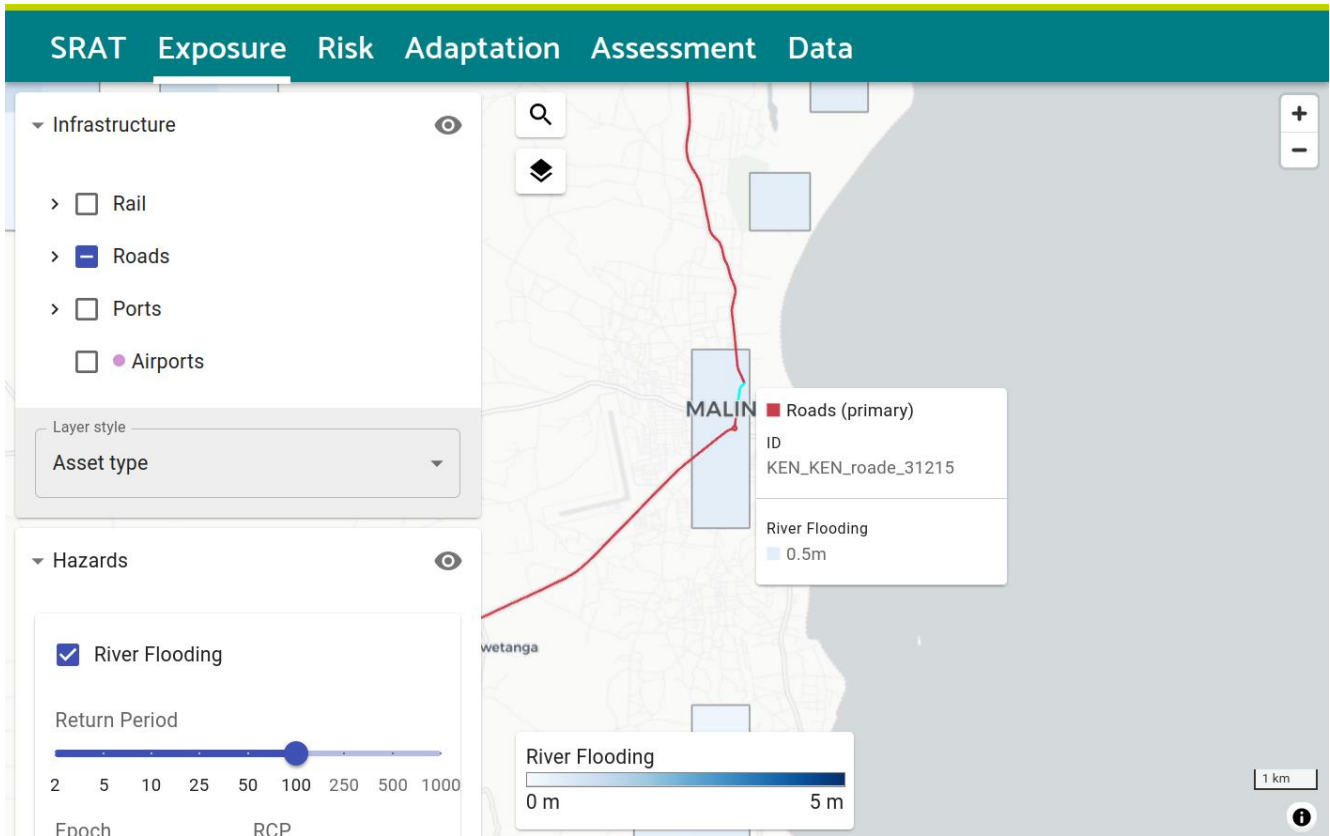 SRAT Exposure Risk Adaptation Assessment Data
Infrastructure
Rail
Roads
Ports
Airports
Layer style
Asset type
Hazards
River Flooding
Return Period
2 5 10 25 50 100 250 500 1000
Epoch RCP
MALIN
Roads (primary)
ID
KEN_KEN_roade_31215
River Flooding
0.5m
wetanga
River Flooding
0 m 5 m
+
−
1 km